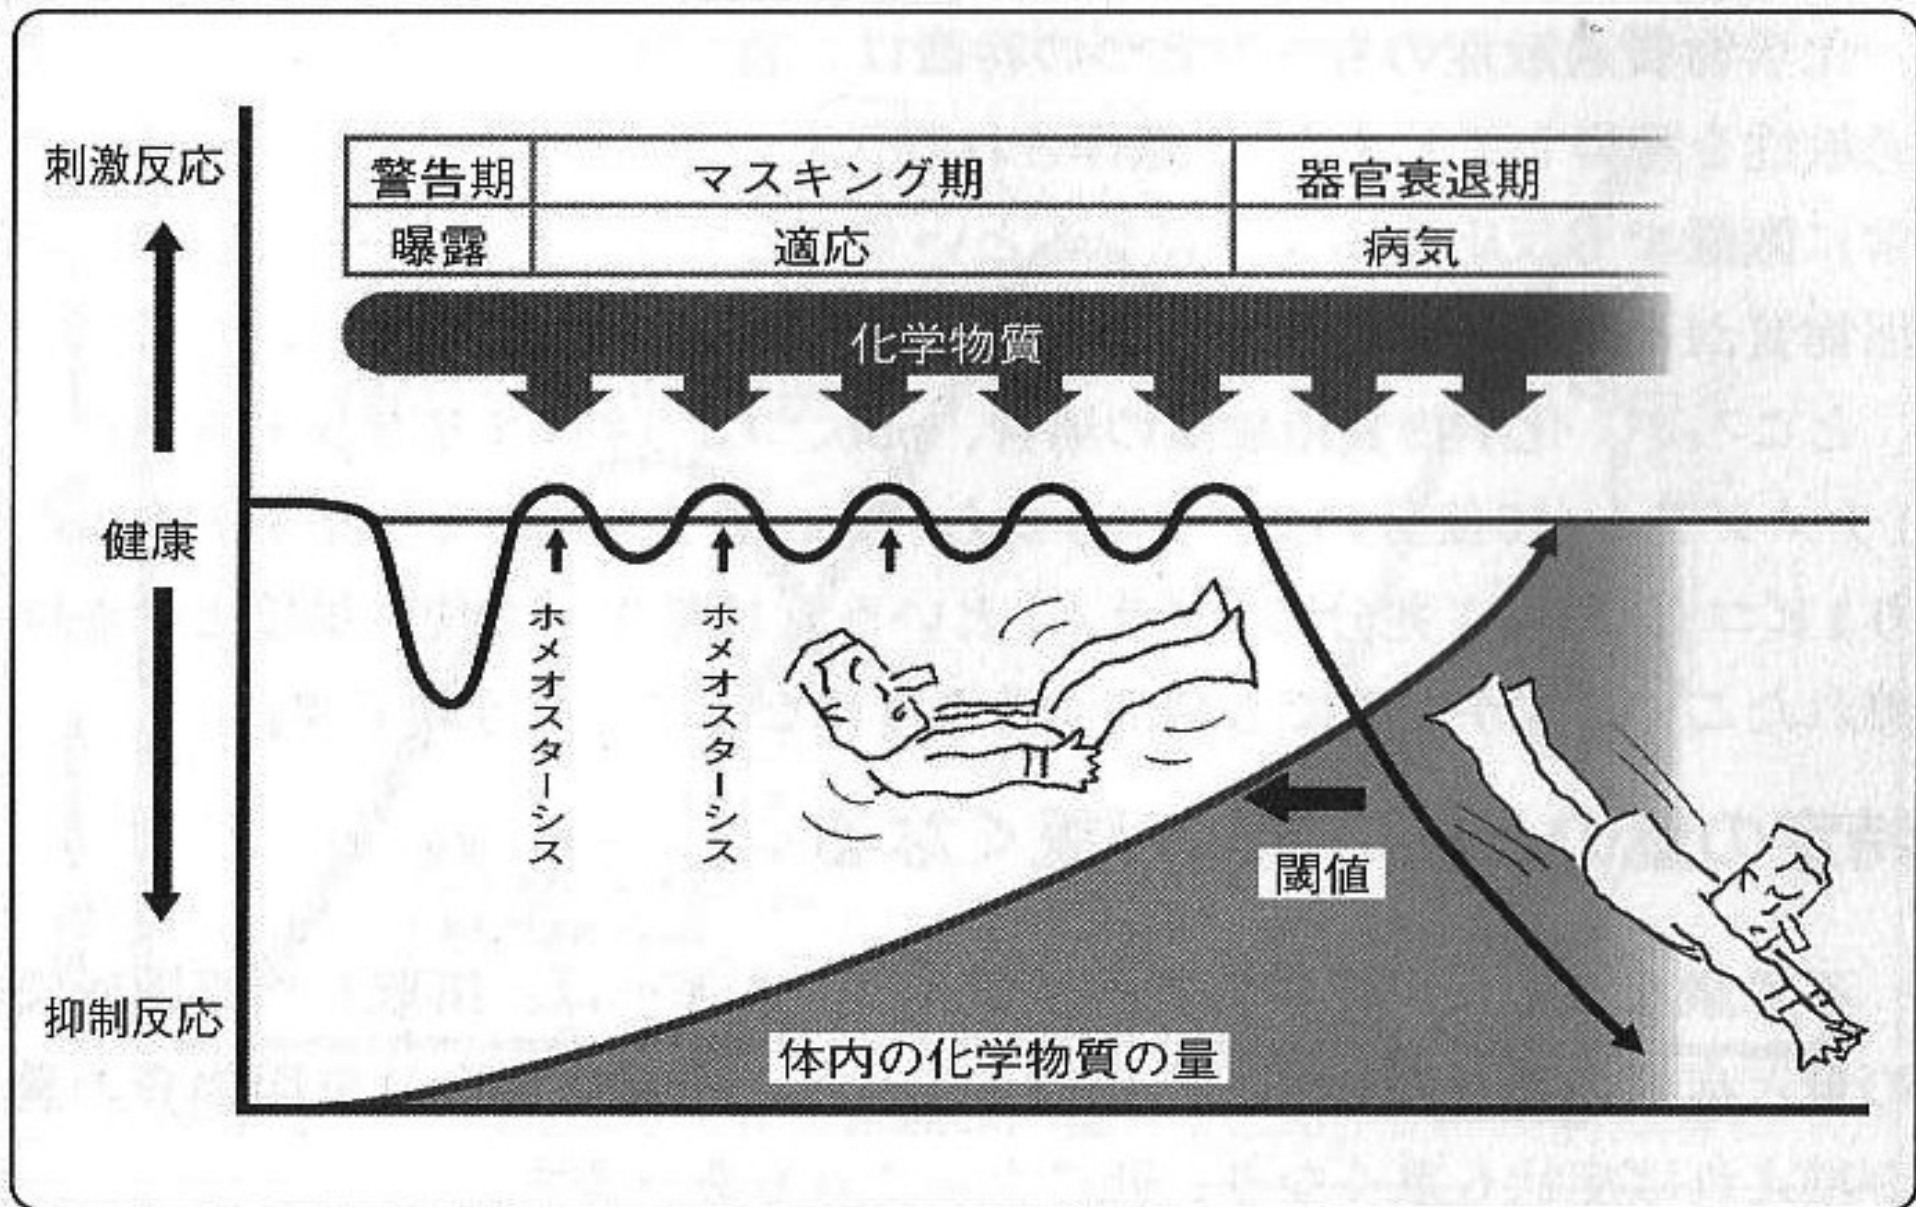 刺激反応
健康
抑制反応
警告期 マスキング期 器官衰退期
曝露 適応 病気
化学物質
ホメオスターシス
ホメオスターシス
閾値
体内の化学物質の量